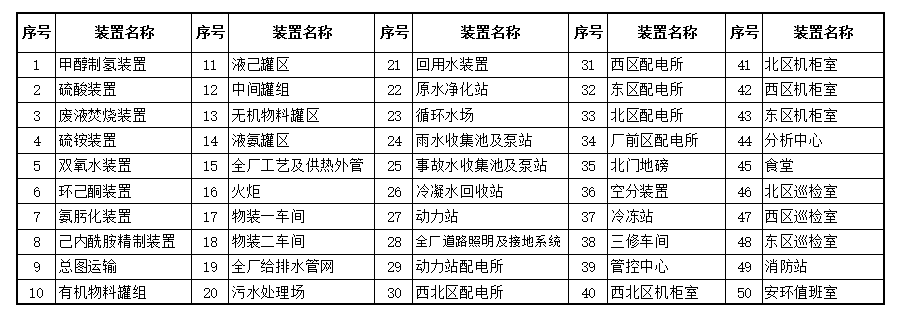 序号 装置名称 序号 装置名称 序号 装置名称 序号 装置名称 序号 装置名称
1 甲醇制氢装置 11 液己罐区 21 回用水装置 31 西区配电所 41 北区机柜室
2 硫酸装置 12 中间罐组 22 原水净化站 32 东区配电所 42 西区机柜室
3 废液焚烧装置 13 无机物料罐区 23 循环水场 33 北区配电所 43 东区机柜室
4 硫铵装置 14 液氨罐区 24 雨水收集池及泵站 34 厂前区配电所 44 分析中心
5 双氧水装置 15 全厂工艺及供热外管 25 事故水收集池及泵站 35 北门地磅 45 食堂
6 环己酮装置 16 火炬 26 冷凝水回收站 36 空分装置 46 北区巡检室
7 氨肟化装置 17 物装一车间 27 动力站 37 冷冻站 47 西区巡检室
8 己内酰胺精制装置 18 物装二车间 28 全厂道路照明及接地系统 38 三修车间 48 东区巡检室
9 总图运输 19 全厂给排水管网 29 动力站配电所 39 管控中心 49 消防站
10 有机物料罐组 20 污水处理场 30 西北区配电所 40 西北区机柜室 50 安环值班室